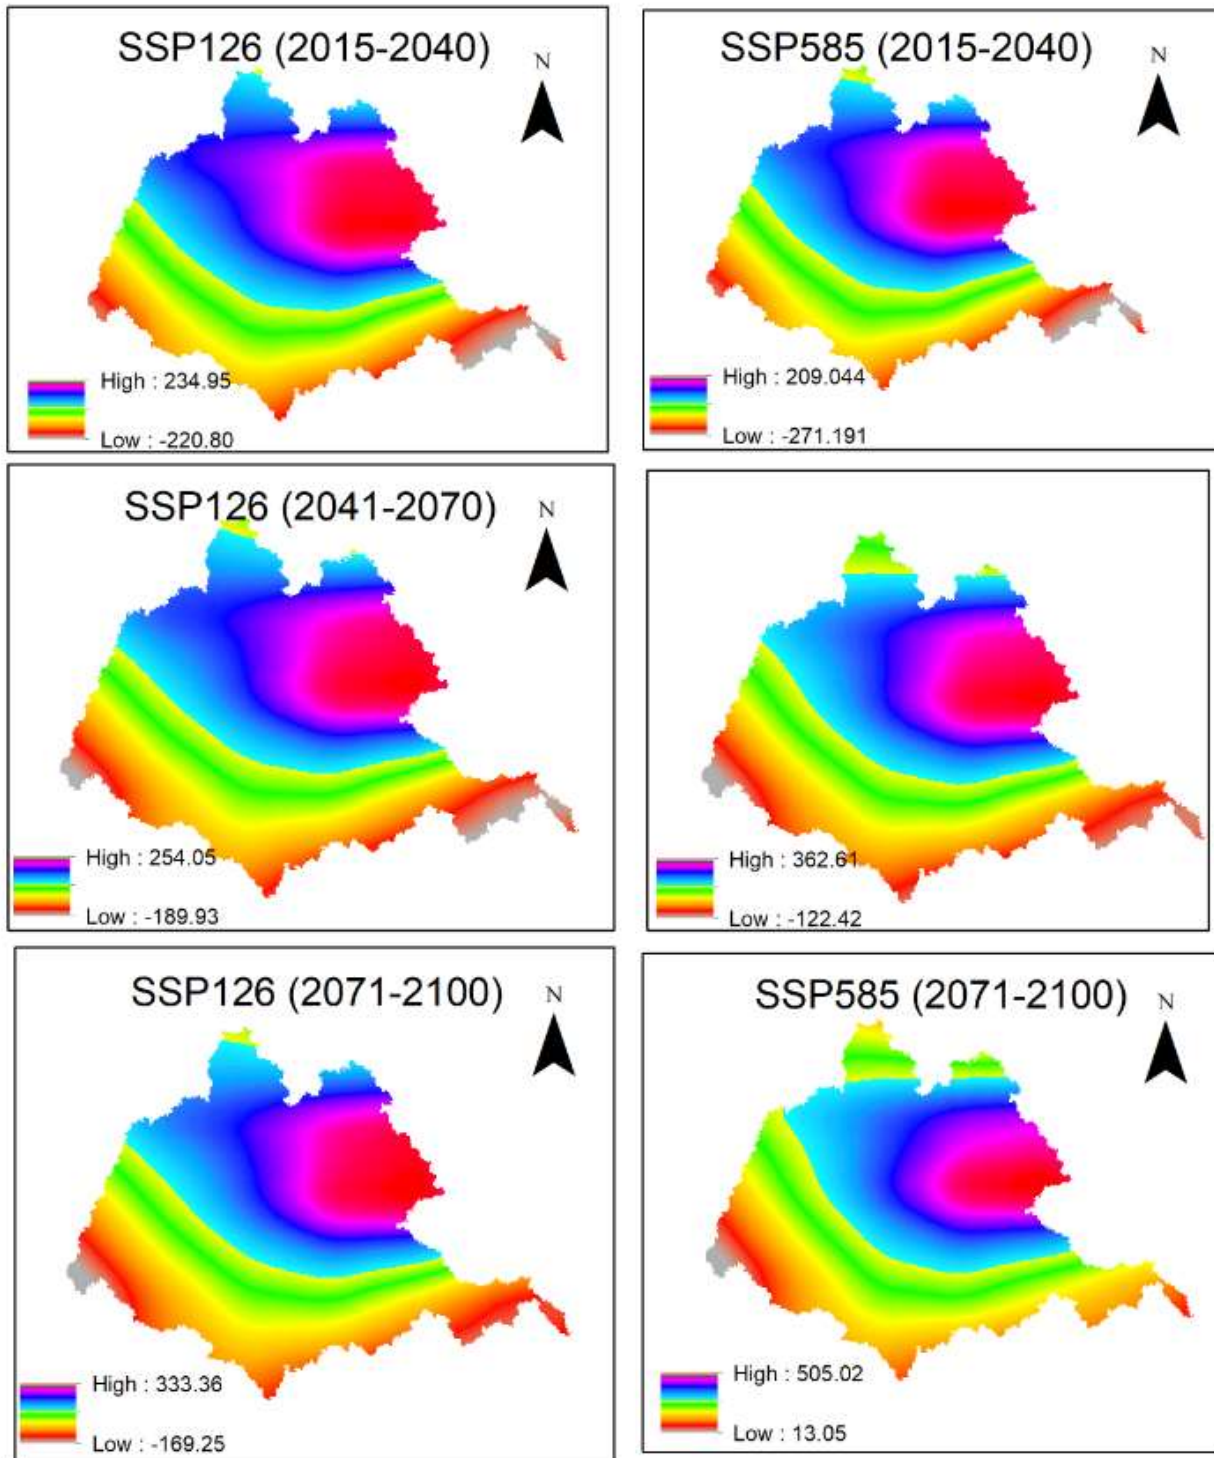 SSP126 (2015-2040)
N
High : 234.95
Low : -220.80
SSP585 (2015-2040)
N
High : 209.044
Low : -271.191
SSP126 (2041-2070)
N
High : 254.05
Low : -189.93
High : 362.61
Low : -122.42
SSP126 (2071-2100)
N
High : 333.36
Low : -169.25
SSP585 (2071-2100)
N
High : 505.02
Low : 13.05